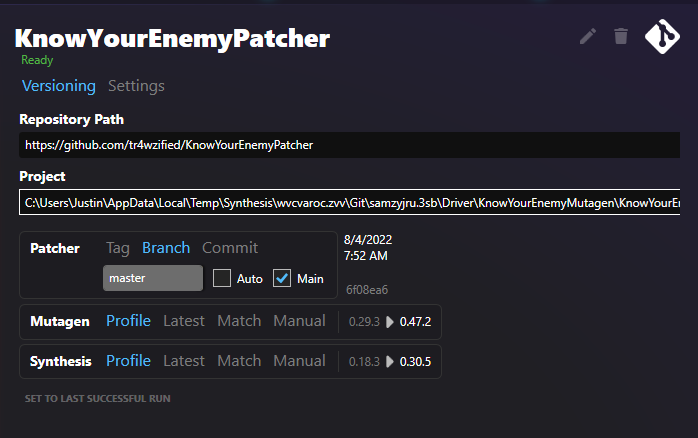 KnowYourEnemyPatcher
Ready
Versioning Settings
Repository Path
https://github.com/tr4wzified/KnowYourEnemyPatcher
Project
C:\Users\Justin\AppData\Local\Temp\Synthesis\wvcvaroc.zvv\Git\samzyjru.3sb\Driver\KnowYourEnemyMutagen\KnowYourEn
Patcher Tag Branch Commit 8/4/2022
7:52 AM
master Auto Main
6f08ea6
Mutagen Profile Latest Match Manual 0.29.3 0.47.2
Synthesis Profile Latest Match Manual 0.18.3 0.30.5
SET TO LAST SUCCESSFUL RUN